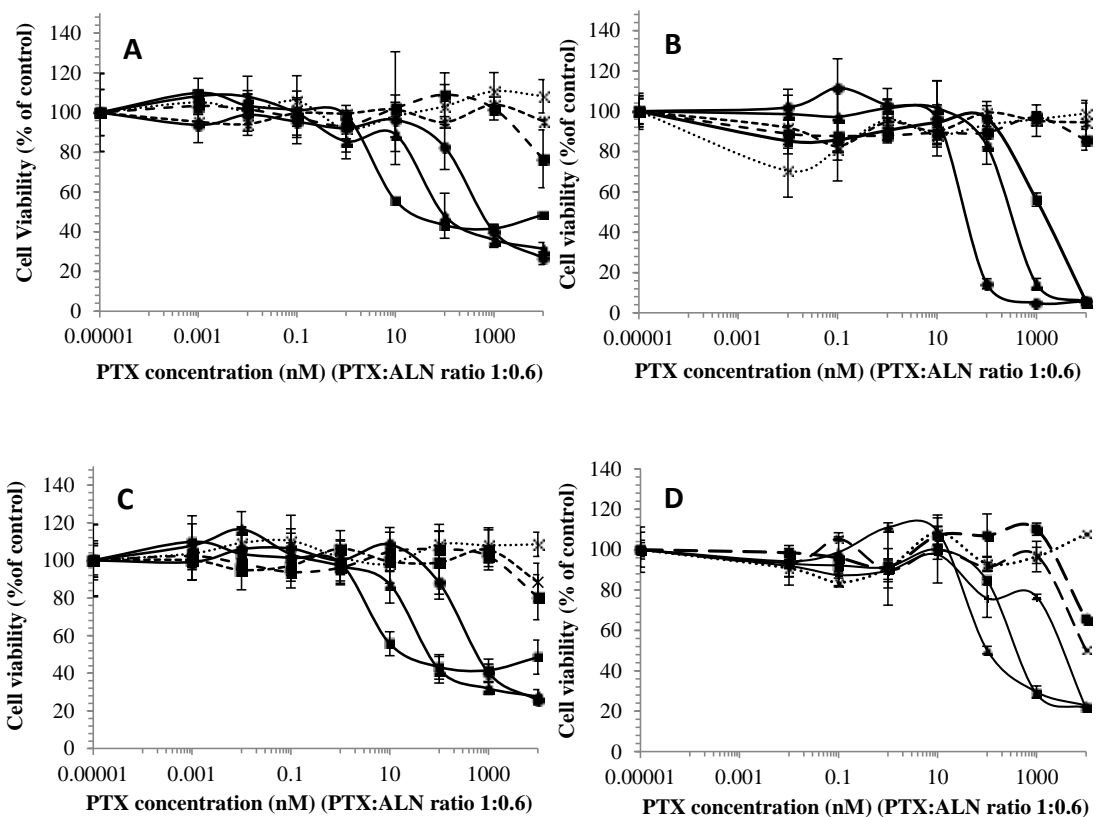 A
Cell Viability (% of control)
140
120
100
80
60
40
20
0
0.00001 0.001 0.1 10 1000
PTX concentration (nM) (PTX:ALN ratio 1:0.6)
B
Cell viability (%of control)
140
120
100
80
60
40
20
0
0.00001 0.001 0.1 10 1000
PTX concentration (nM) (PTX:ALN ratio 1:0.6)
C
Cell viability (%of control)
140
120
100
80
60
40
20
0
0.00001 0.001 0.1 10 1000
PTX concentration (nM) (PTX:ALN ratio 1:0.6)
D
Cell viability (% of control)
140
120
100
80
60
40
20
0
0.00001 0.001 0.1 10 1000
PTX concentration (nM) (PTX:ALN ratio 1:0.6)